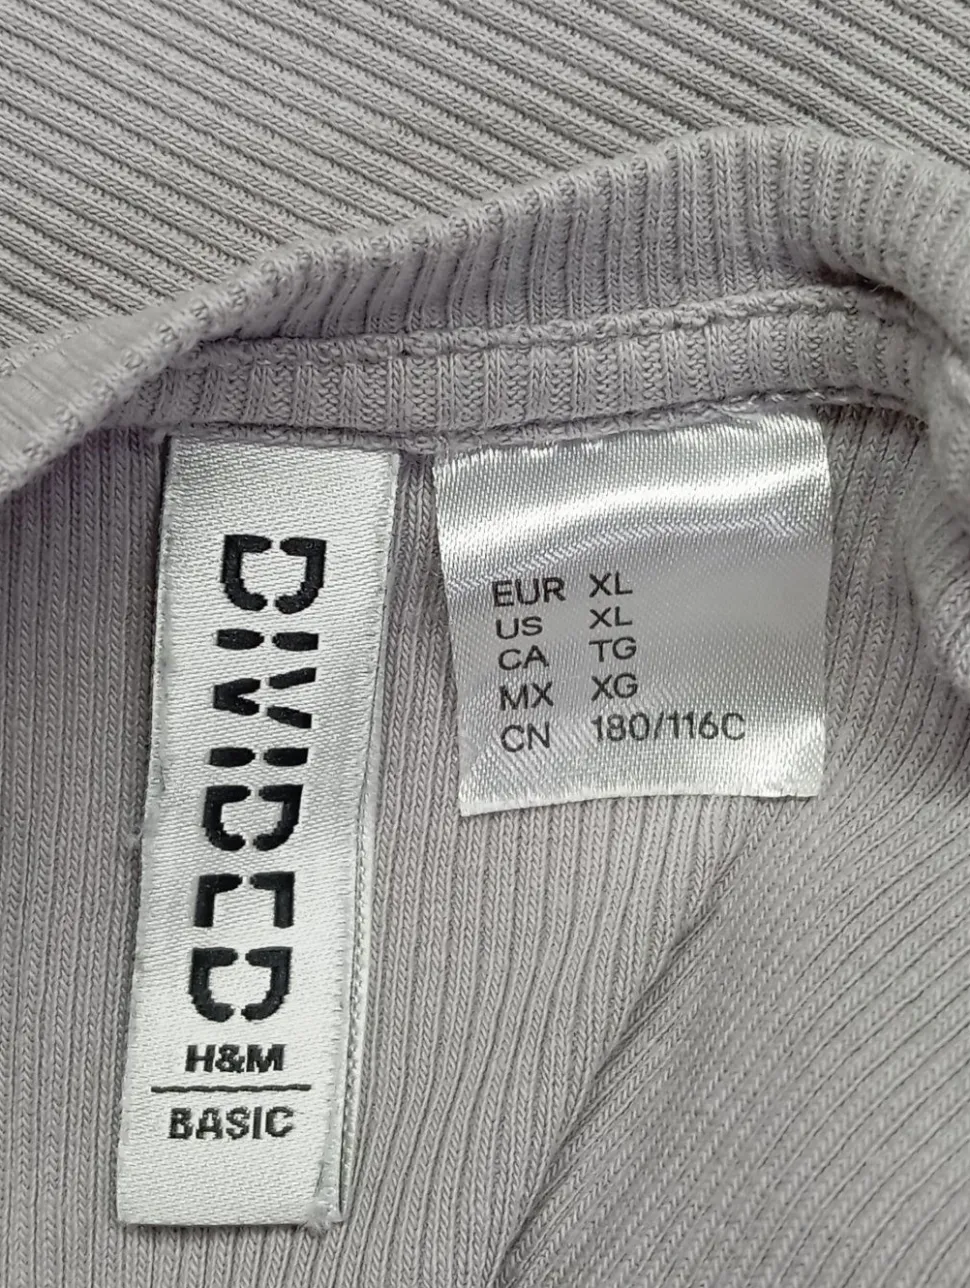 DIVIDED
H&M
BASIC
EUR XL
US XL
CA TG
MX XG
CN 180/116C